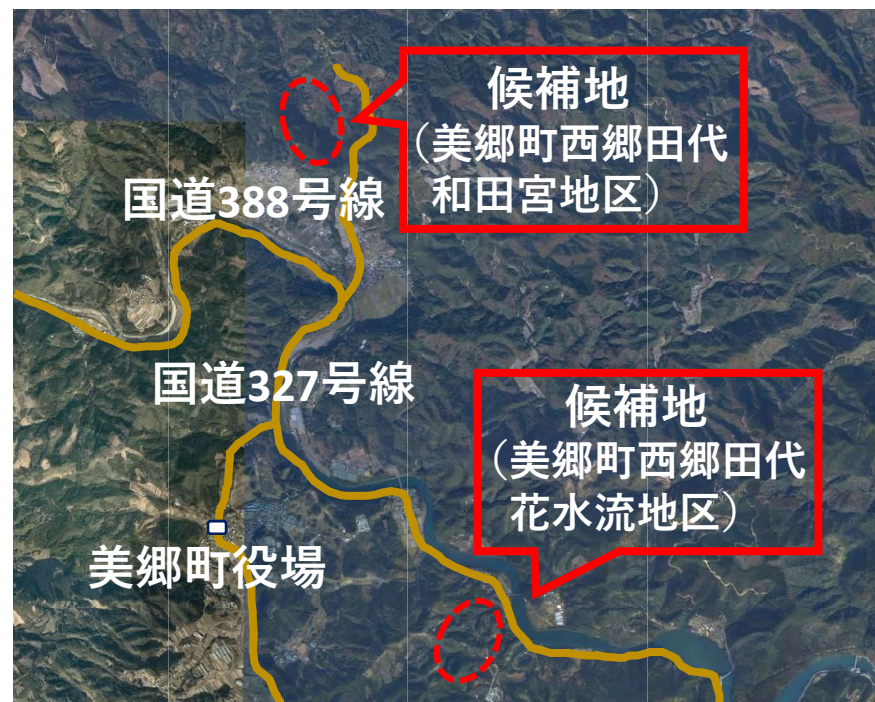 候補地
（美郷町西郷田代
和田宮地区）
国道388号線
国道327号線
候補地
（美郷町西郷田代
花水流地区）
美郷町役場